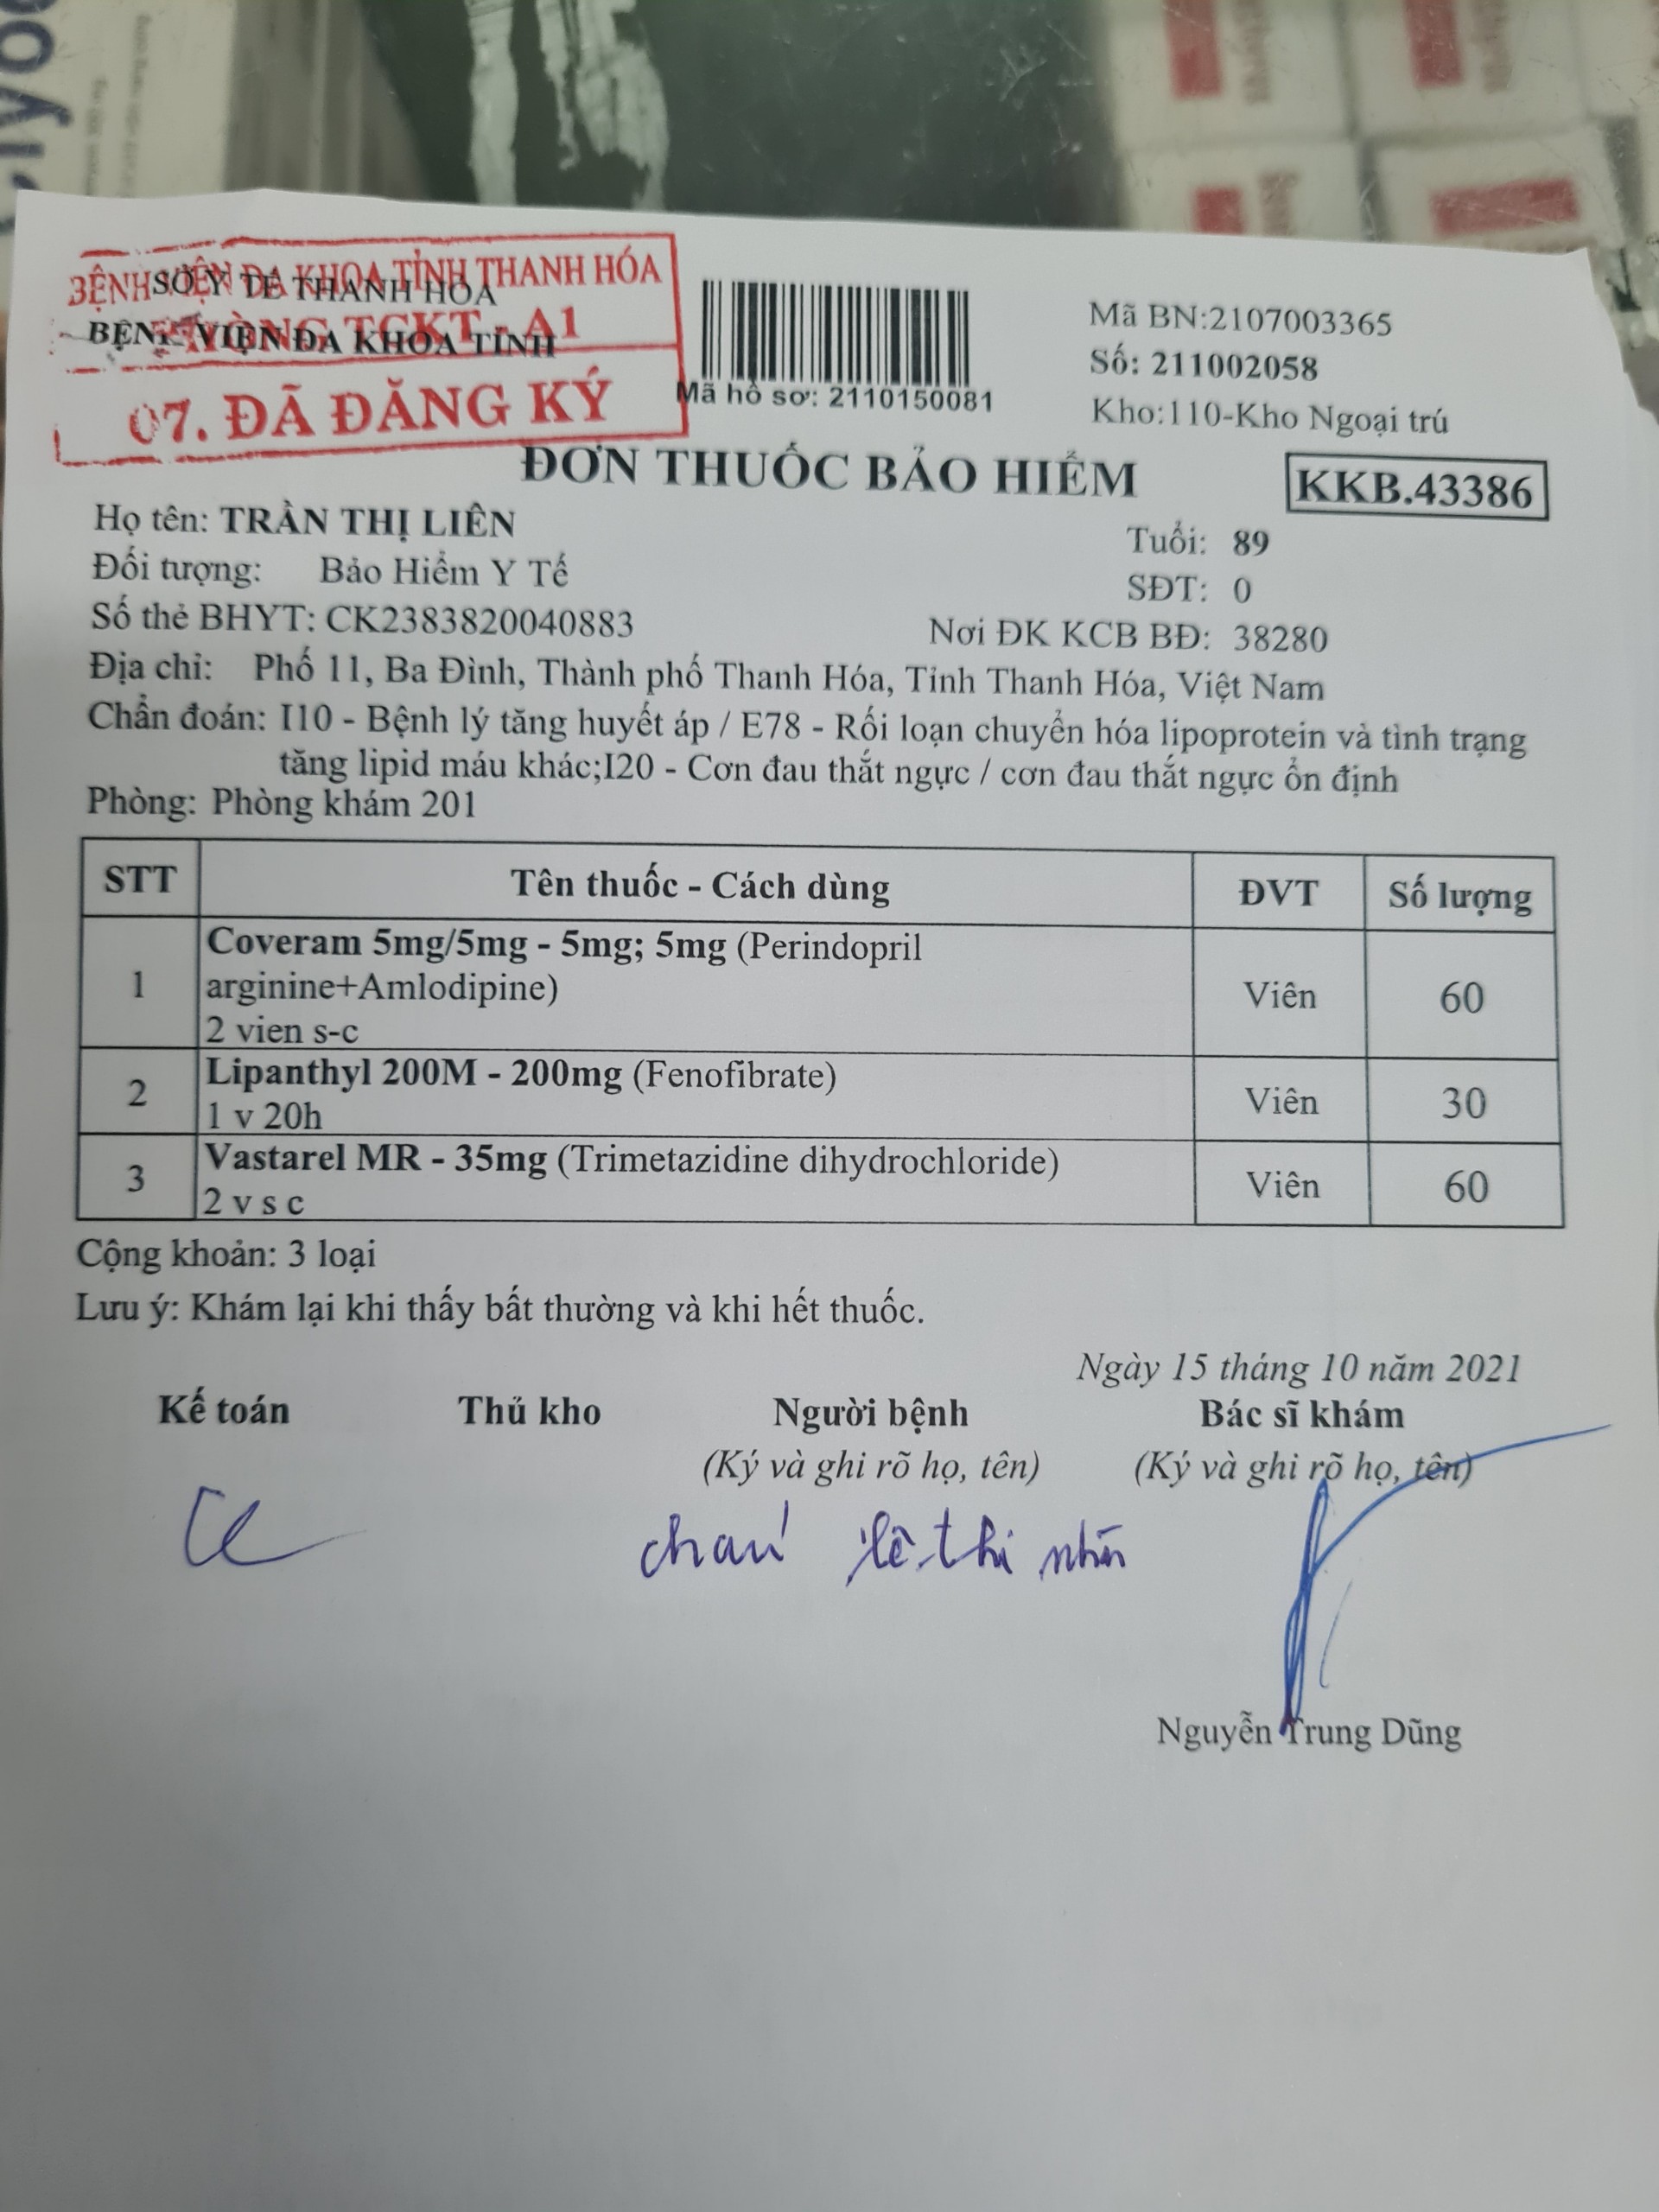 BỆNH VIỆN ĐA KHOA TỈNH THANH HÓA
SỞ Y TẾ THANH HÓA
PHÒNG TCKT - A1
BỆNH VIỆN ĐA KHOA TỈNH
07. ĐÃ ĐĂNG KÝ
Mã hồ sơ: 2110150081
Mã BN:2107003365
Số: 211002058
Kho:110-Kho Ngoại trú
ĐƠN THUỐC BẢO HIỂM
KKB.43386
Họ tên: TRẦN THỊ LIÊN
Tuổi: 89
Đối tượng: Bảo Hiểm Y Tế
SĐT: 0
Số thẻ BHYT: CK2383820040883
Nơi ĐK KCB BĐ: 38280
Địa chỉ: Phố 11, Ba Đình, Thành phố Thanh Hóa, Tỉnh Thanh Hóa, Việt Nam
Chẩn đoán: I10 - Bệnh lý tăng huyết áp / E78 - Rối loạn chuyển hóa lipoprotein và tình trạng
tăng lipid máu khác;I20 - Cơn đau thắt ngực / cơn đau thắt ngực ổn định
Phòng: Phòng khám 201
STT Tên thuốc - Cách dùng ĐVT Số lượng
1 Coveram 5mg/5mg - 5mg; 5mg (Perindopril
arginine+Amlodipine) Viên 60
2 vien s-c
2 Lipanthyl 200M - 200mg (Fenofibrate) Viên 30
1 v 20h
3 Vastarel MR - 35mg (Trimetazidine dihydrochloride) Viên 60
2 v s c
Cộng khoản: 3 loại
Lưu ý: Khám lại khi thấy bất thường và khi hết thuốc.
Ngày 15 tháng 10 năm 2021
Kế toán Thủ kho Người bệnh Bác sĩ khám
(Ký và ghi rõ họ, tên) (Ký và ghi rõ họ, tên)
lê thị
Nguyễn Trung Dũng